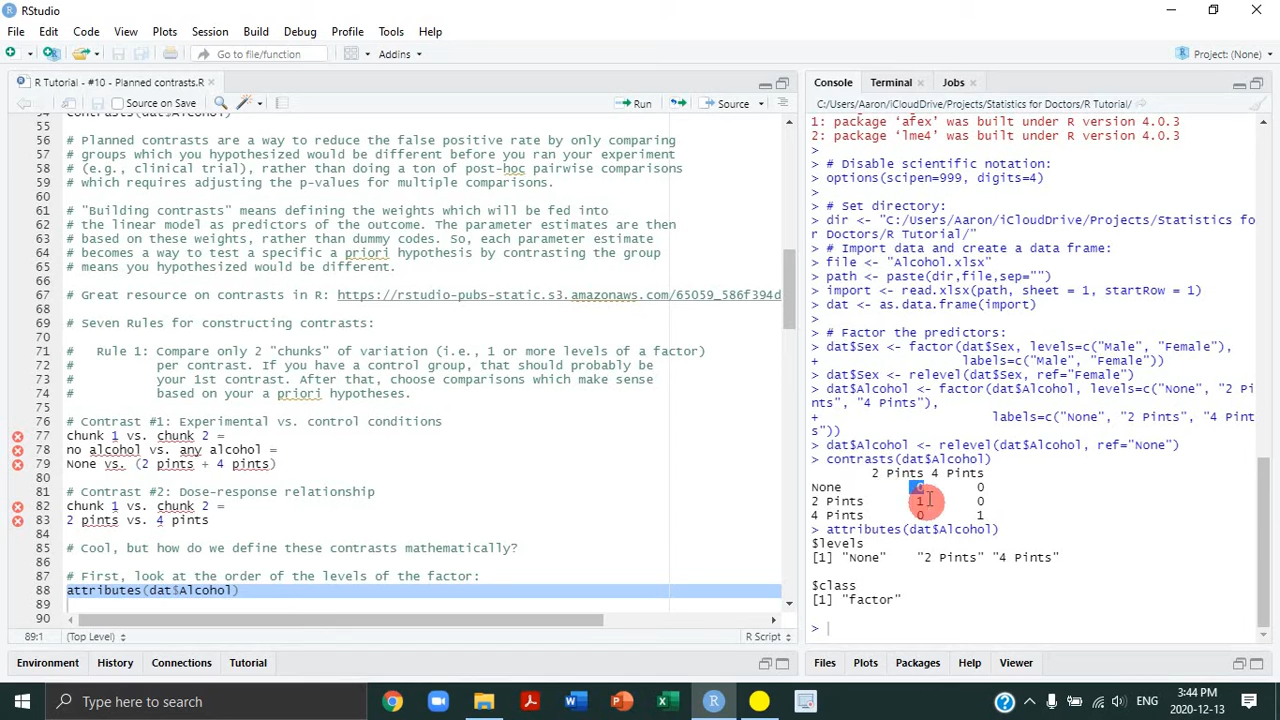 RStudio
File Edit Code View Plots Session Build Debug Profile Tools Help
Go to file/function Addins Project: (None)
R Tutorial - #10 - Planned contrasts.R
Source on Save Run Source
54 contrasts(dat$Alcohol)
55
56 # Planned contrasts are a way to reduce the false positive rate by only comparing
57 # groups which you hypothesized would be different before you ran your experiment
58 # (e.g., clinical trial), rather than doing a ton of post-hoc pairwise comparisons
59 # which requires adjusting the p-values for multiple comparisons.
60
61 # "Building contrasts" means defining the weights which will be fed into
62 # the linear model as predictors of the outcome. The parameter estimates are then
63 # based on these weights, rather than dummy codes. So, each parameter estimate
64 # becomes a way to test a specific a priori hypothesis by contrasting the group
65 # means you hypothesized would be different.
66
67 # Great resource on contrasts in R: https://rstudio-pubs-static.s3.amazonaws.com/65059_586f394d
68
69 # Seven Rules for constructing contrasts:
70
71 # Rule 1: Compare only 2 "chunks" of variation (i.e., 1 or more levels of a factor)
72 # per contrast. If you have a control group, that should probably be
73 # your 1st contrast. After that, choose comparisons which make sense
74 # based on your a priori hypotheses.
75
76 # Contrast #1: Experimental vs. control conditions
77 chunk 1 vs. chunk 2 =
78 no alcohol vs. any alcohol =
79 None vs. (2 pints + 4 pints)
80
81 # Contrast #2: Dose-response relationship
82 chunk 1 vs. chunk 2 =
83 2 pints vs. 4 pints
84
85 # Cool, but how do we define these contrasts mathematically?
86
87 # First, look at the order of the levels of the factor:
88 attributes(dat$Alcohol)
89
90
89:1 (Top Level) R Script
Environment History Connections Tutorial
Console Terminal Jobs
C:/Users/Aaron/iCloudDrive/Projects/Statistics for Doctors/R Tutorial/
1: package ‘afex’ was built under R version 4.0.3
2: package ‘lme4’ was built under R version 4.0.3
>
> # Disable scientific notation:
> options(scipen=999, digits=4)
>
> # Set directory:
> dir <- "C:/Users/Aaron/iCloudDrive/Projects/Statistics fo
r Doctors/R Tutorial/"
> # Import data and create a data frame:
> file <- "Alcohol.xlsx"
> path <- paste(dir,file,sep="")
> import <- read.xlsx(path, sheet = 1, startRow = 1)
> dat <- as.data.frame(import)
>
> # Factor the predictors:
> dat$Sex <- factor(dat$Sex, levels=c("Male", "Female"),
+ labels=c("Male", "Female"))
> dat$Sex <- relevel(dat$Sex, ref="Female")
> dat$Alcohol <- factor(dat$Alcohol, levels=c("None", "2 Pi
nts", "4 Pints"),
+ labels=c("None", "2 Pints", "4 Pint
s"))
> dat$Alcohol <- relevel(dat$Alcohol, ref="None")
> contrasts(dat$Alcohol)
2 Pints 4 Pints
None 0 0
2 Pints 1 0
4 Pints 0 1
> attributes(dat$Alcohol)
$levels
[1] "None" "2 Pints" "4 Pints"

$class
[1] "factor"

>
Files Plots Packages Help Viewer
Type here to search
ENG
3:44 PM
2020-12-13